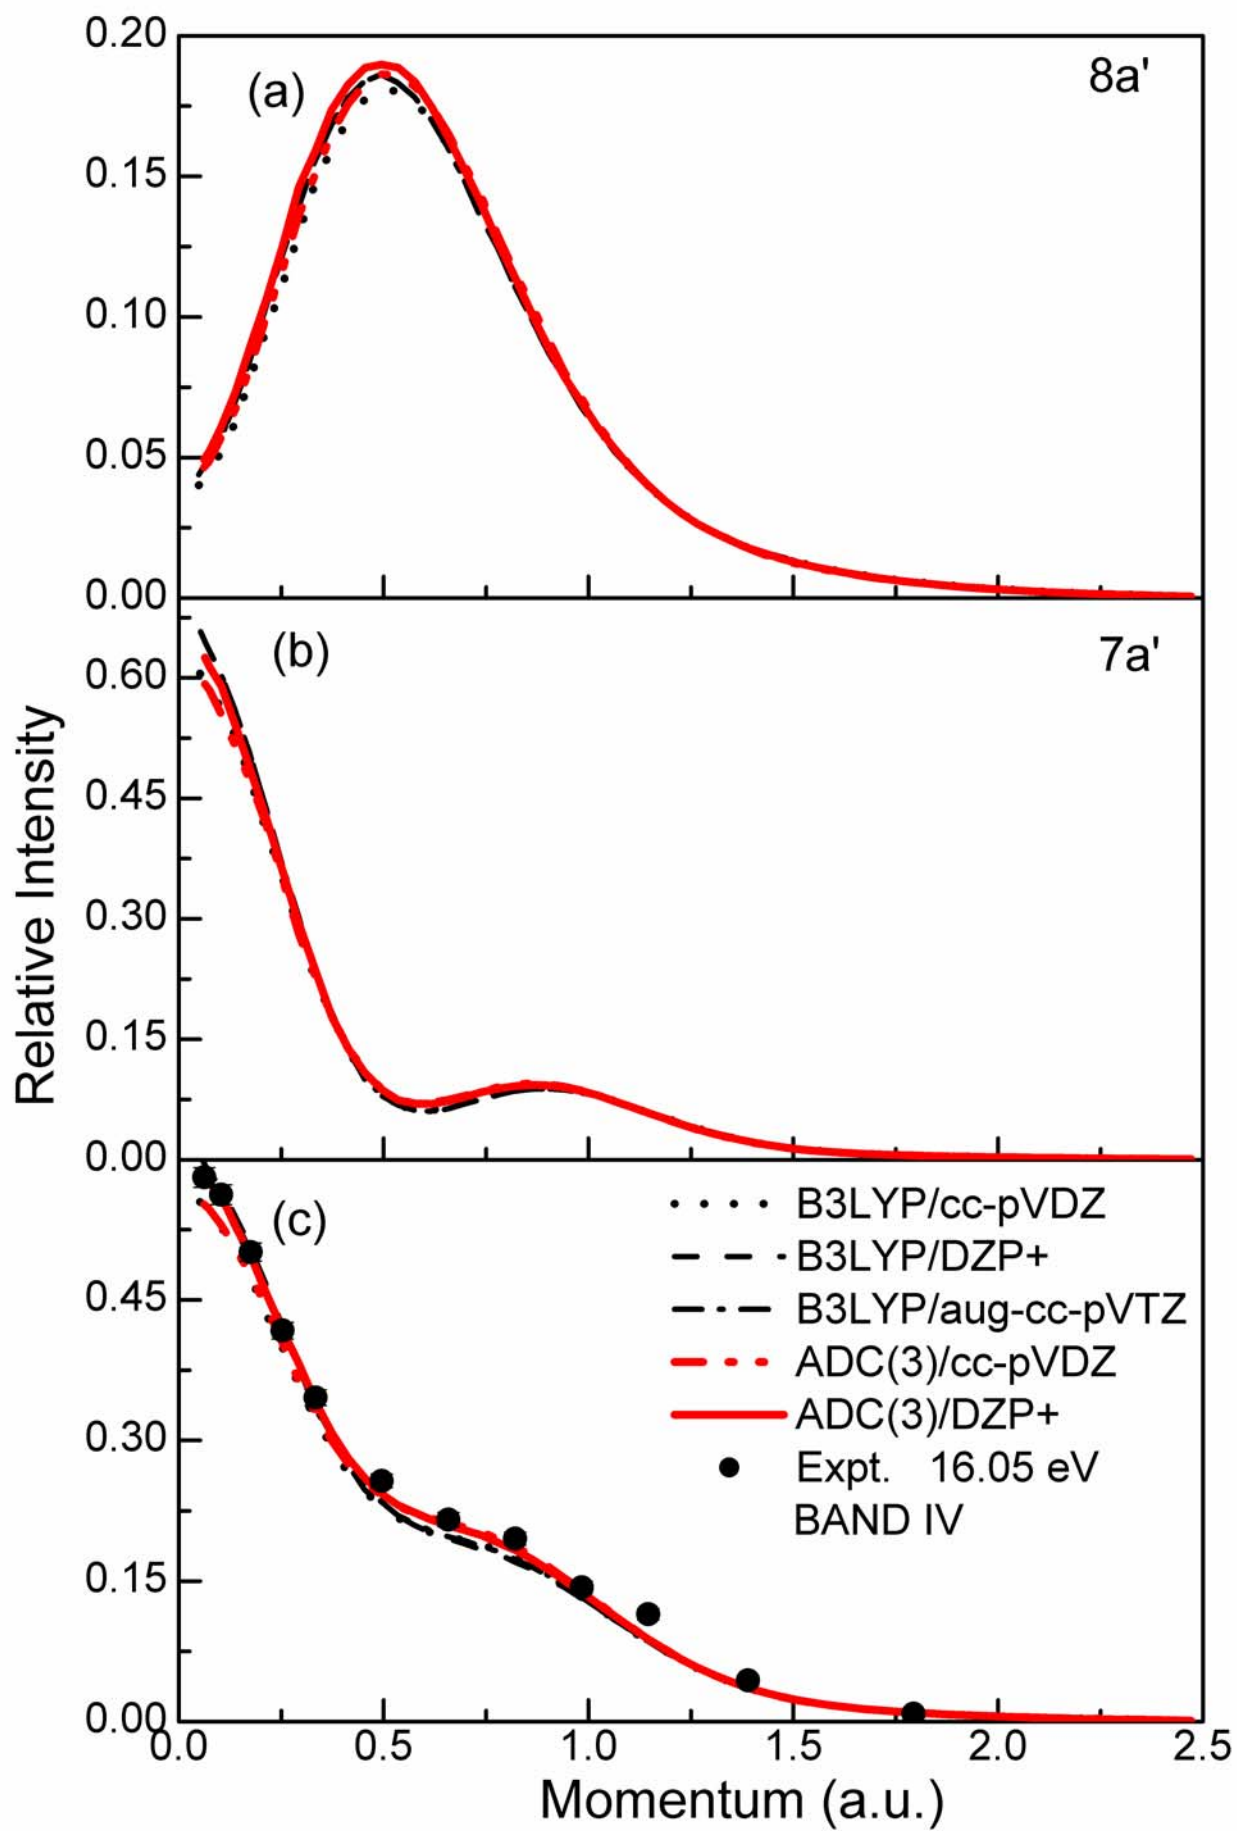 0.20
(a)
8a'
0.15
0.10
0.05
0.00
(b)
7a'
0.60
0.45
0.30
0.15
0.00
Relative Intensity
(c)
B3LYP/cc-pVDZ
B3LYP/DZP+
B3LYP/aug-cc-pVTZ
ADC(3)/cc-pVDZ
ADC(3)/DZP+
Expt. 16.05 eV
BAND IV
0.45
0.30
0.15
0.00
0.0 0.5 1.0 1.5 2.0 2.5
Momentum (a.u.)